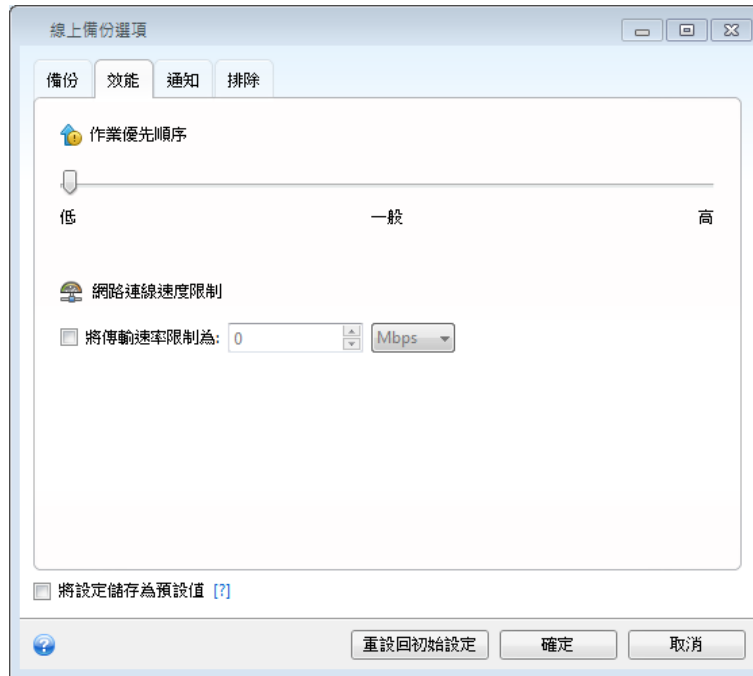 線上備份選項
備份 效能 通知 排除
作業優先順序
低 一般 高
網路連線速度限制
將傳輸速率限制為: 0 Mbps
將設定儲存為預設值 [?]
重設回初始設定 確定 取消